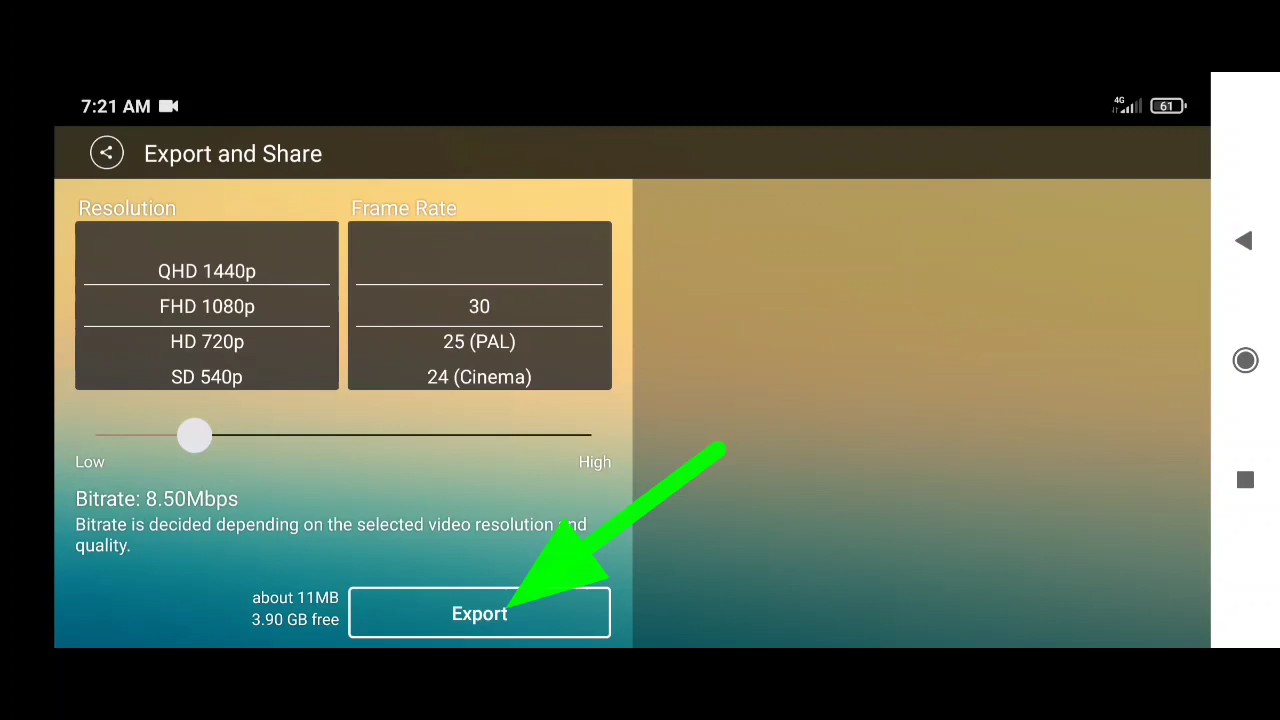 7:21 AM
4G
61
Export and Share
Resolution
Frame Rate
QHD 1440p
FHD 1080p
HD 720p
SD 540p
30
25 (PAL)
24 (Cinema)
Low
High
Bitrate: 8.50Mbps
Bitrate is decided depending on the selected video resolution and
quality.
about 11MB
3.90 GB free
Export